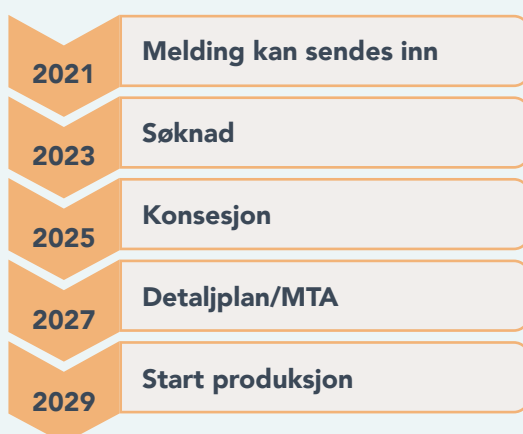 2021 Melding kan sendes inn
2023 Søknad
2025 Konsesjon
2027 Detaljplan/MTA
2029 Start produksjon